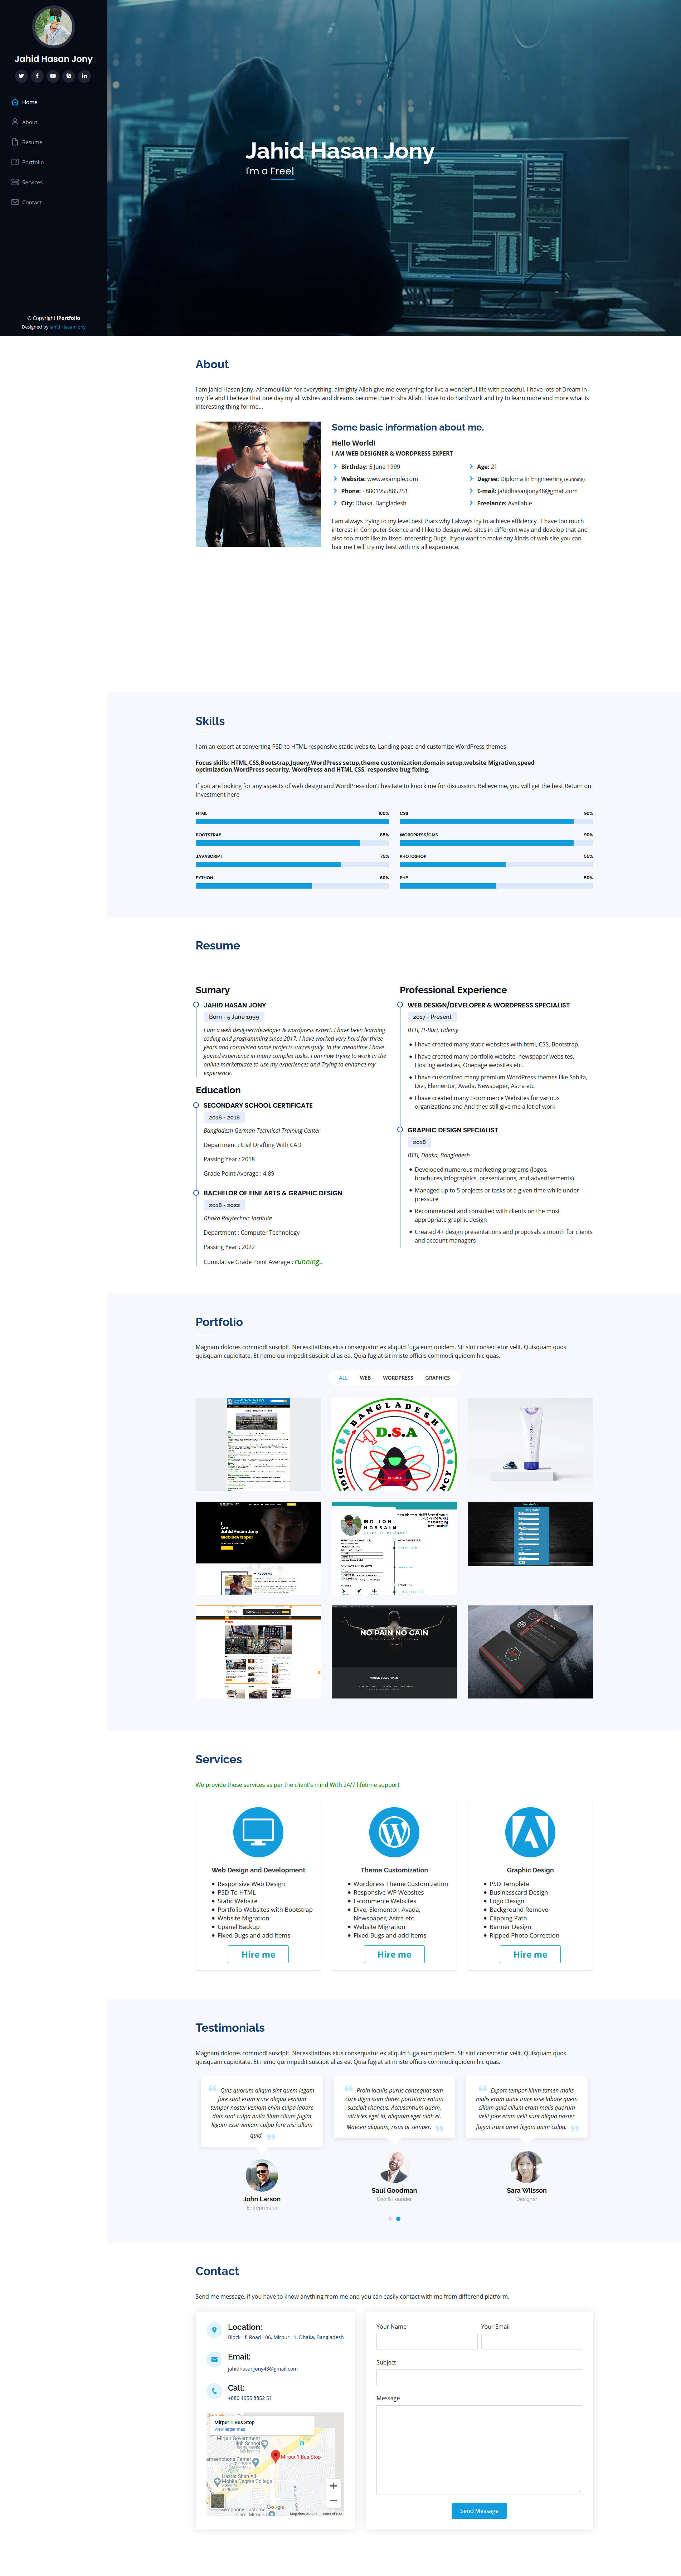 Jahid Hasan Jony
Home
About
Resume
Portfolio
Services
Contact
© Copyright iPortfolio
Designed by Jahid Hasan Jony
Jahid Hasan Jony
I'm a Free|
About
I am Jahid Hasan Jony. Alhamdulillah for everything, almighty Allah give me everything for live a wonderful life with peaceful. I have lots of Dream in
my life and I believe that one day my all wishes and dreams become true in sha Allah. I love to do hard work and try to learn more and more what is
interesting thing for me...
Some basic information about me.
Hello World!
I AM WEB DESIGNER & WORDPRESS EXPERT
Birthday: 5 June 1999
Age: 21
Website: www.example.com
Degree: Diploma In Engineering (Running)
Phone: +8801955885251
E-mail: jahidhasanjony48@gmail.com
City: Dhaka, Bangladesh
Freelance: Available
I am always trying to my level best thats why I always try to achieve efficiency . I have too much
interest in Computer Science and I like to design web sites in different way and develop that and
also too much like to fixed interesting Bugs. if you want to make any kinds of web site you can
hair me I will try my best with my all experience.
Skills
I am an expert at converting PSD to HTML responsive static website, Landing page and customize WordPress themes
Focus skills: HTML,CSS,Bootstrap,Jquery,WordPress setup,theme customization,domain setup,website Migration,speed
optimization,WordPress security, WordPress and HTML CSS, responsive bug fixing.
If you are looking for any aspects of web design and WordPress don't hesitate to knock me for discussion. Believe me, you will get the best Return on
Investment here
HTML 100%
CSS 90%
BOOTSTRAP 85%
WORDPRESS/CMS 90%
JAVASCRIPT 75%
PHOTOSHOP 55%
PYTHON 60%
PHP 50%
Resume
Sumary
JAHID HASAN JONY
Born - 5 June 1999
I am a web designer/developer & wordpress expert. I have been learning
coding and programming since 2017. I have worked very hard for three
years and completed some projects successfully. In the meantime I have
gained experience in many complex tasks. I am now trying to work in the
online marketplace to use my experiences and Trying to enhance my
experience.
Education
SECONDARY SCHOOL CERTIFICATE
2016 - 2018
Bangladesh German Technical Training Center
Department : Civil Drafting With CAD
Passing Year : 2018
Grade Point Average : 4.89
BACHELOR OF FINE ARTS & GRAPHIC DESIGN
2018 - 2022
Dhaka Polytechnic Institute
Department : Computer Technology
Passing Year : 2022
Cumulative Grade Point Average : running..
Professional Experience
WEB DESIGN/DEVELOPER & WORDPRESS SPECIALIST
2017 - Present
BTTI, IT-Bari, Udemy
I have created many static websites with html, CSS, Bootstrap.
I have created many portfolio website, newspaper websites,
Hosting websites, Onepage websites etc.
I have customized many premium WordPress themes like Sahifa,
Divi, Elementor, Avada, Newspaper, Astra etc.
I have created many E-commerce Websites for various
organizations and And they still give me a lot of work
GRAPHIC DESIGN SPECIALIST
2018
BTTI, Dhaka, Bangladesh
Developed numerous marketing programs (logos,
brochures,infographics, presentations, and advertisements).
Managed up to 5 projects or tasks at a given time while under
pressure
Recommended and consulted with clients on the most
appropriate graphic design
Created 4+ design presentations and proposals a month for clients
and account managers
Portfolio
Magnam dolores commodi suscipit. Necessitatibus eius consequatur ex aliquid fuga eum quidem. Sit sint consectetur velit. Quisquam quos
quisquam cupiditate. Et nemo qui impedit suscipit alias ea. Quia fugiat sit in iste officiis commodi quidem hic quas.
ALL WEB WORDPRESS GRAPHICS
BANGLADESH
D.S.A
I Am
Jahid Hasan Jony
Web Developer
ABOUT US
MD JONI
HOSSAIN
NO PAIN NO GAIN
Services
We provide these services as per the client's mind With 24/7 lifetime support
Web Design and Development
Responsive Web Design
PSD To HTML
Static Website
Portfolio Websites with Bootstrap
Website Migration
Cpanel Backup
Fixed Bugs and add items
Hire me
Theme Customization
Wordpress Theme Customization
Responsive WP Websites
E-commerce Websites
Dive, Elementor, Avada,
Newspaper, Astra etc.
Website Migration
Fixed Bugs and add items
Hire me
Graphic Design
PSD Templete
Businesscard Design
Logo Design
Background Remove
Clipping Path
Banner Design
Ripped Photo Correction
Hire me
Testimonials
Magnam dolores commodi suscipit. Necessitatibus eius consequatur ex aliquid fuga eum quidem. Sit sint consectetur velit. Quisquam quos
quisquam cupiditate. Et nemo qui impedit suscipit alias ea. Quia fugiat sit in iste officiis commodi quidem hic quas.
Quis quorum aliqua sint quem legam
fore sunt eram irure aliqua veniam
tempor noster veniam enim culpa labore
duis sunt culpa nulla illum cillum fugiat
legam esse veniam culpa fore nisi cillum
quid.
John Larson
Entrepreneur
Proin iaculis purus consequat sem
cure digni ssim donec porttitora entum
suscipit rhoncus. Accusantium quam,
ultricies eget id, aliquam eget nibh et.
Maecen aliquam, risus at semper.
Saul Goodman
Ceo & Founder
Export tempor illum tamen malis
malis eram quae irure esse labore quem
cillum quid cillum eram malis quorum
velit fore eram velit sunt aliqua noster
fugiat irure amet legam anim culpa.
Sara Wilsson
Designer
Contact
Send me message, if you have to know anything from me and you can easily contact with me from differend platform.
Location:
Block - f, Road - 06, Mirpur - 1, Dhaka, Bangladesh
Email:
jahidhasanjony48@gmail.com
Call:
+880 1955 8852 51
Mirpur 1 Bus Stop
View larger map
Mirpur Government
High School
Mirpur 1 Bus Stop
ameenphone Center
Hazrat Shah Ali
Mohila Degree College
ymphony Customer
Care, Mirpur-1
Google
Map data ©2020
Terms of Use
Your Name
Your Email
Subject
Message
Send Message